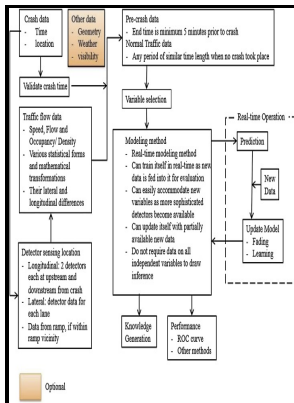 Crash data
- Time
- location
Other data
- Geometry
- Weather
- visibility
Pre-crash data
- End time is minimum 5 minutes prior to crash
Normal Traffic data
- Any period of similar time length when no crash took place
Validate crash time
Variable selection
Traffic flow data
- Speed, Flow and
Occupancy/ Density
- Various statistical forms
and mathematical
transformations
- Their lateral and
longitudinal differences
Modeling method
- Real-time modeling method
- Can train itself in real-time as new
data is fed into it for evaluation
- Can easily accommodate new
variables as more sophisticated
detectors become available
- Can update itself with partially
available new data
- Do not require data on all
independent variables to draw
inference
Real-time Operation
Prediction
New
Data
Update Model
- Fading
- Learning
Detector sensing location
- Longitudinal: 2 detectors
each at upstream and
downstream from crash
- Lateral: detector data for
each lane
- Data from ramp, if within
ramp vicinity
Knowledge
Generation
Performance
- ROC curve
- Other methods
Optional